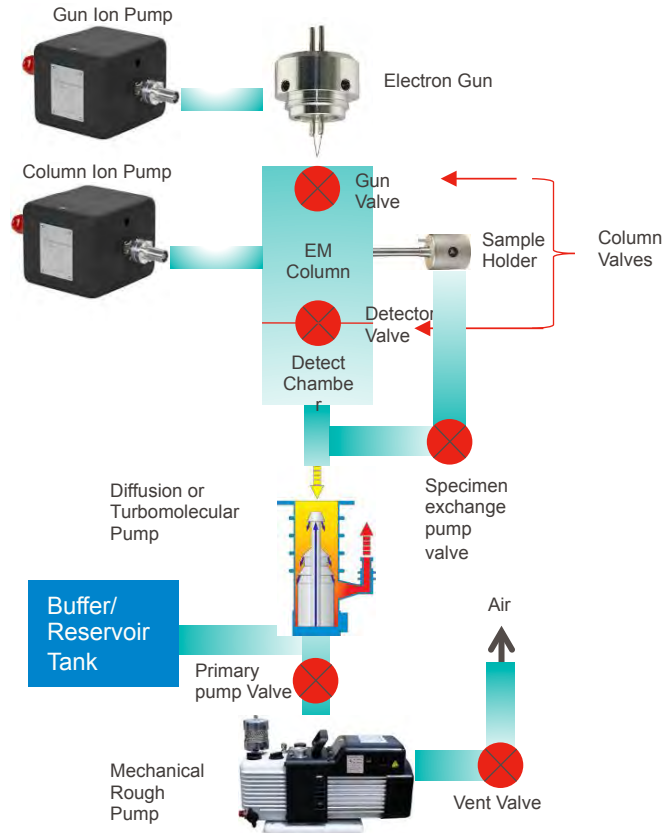 Gun Ion Pump
Electron Gun
Column Ion Pump
Gun
Valve
EM
Column
Sample
Holder
Column
Valves
Detector
Valve
Detect
Chambe
r
Diffusion or
Turbomolecular
Pump
Specimen
exchange
pump
valve
Buffer/
Reservoir
Tank
Air
Primary
pump Valve
Mechanical
Rough
Pump
Vent Valve